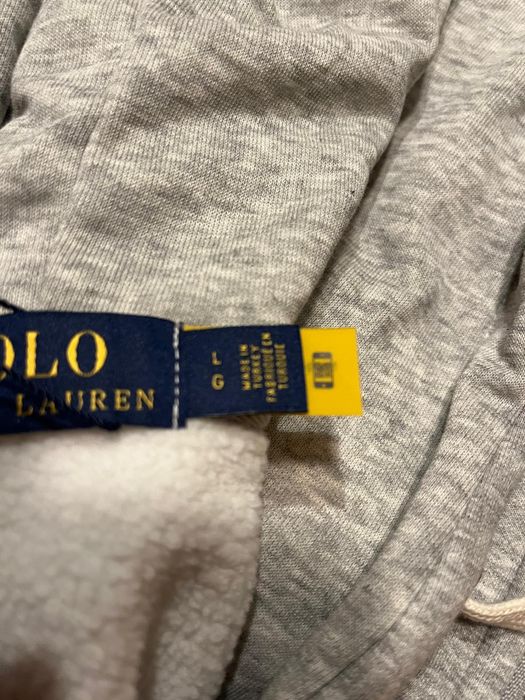 OLO
LAUREN
L
G
MADE IN
TURKEY
FABRIQUÉ EN
TURQUIE